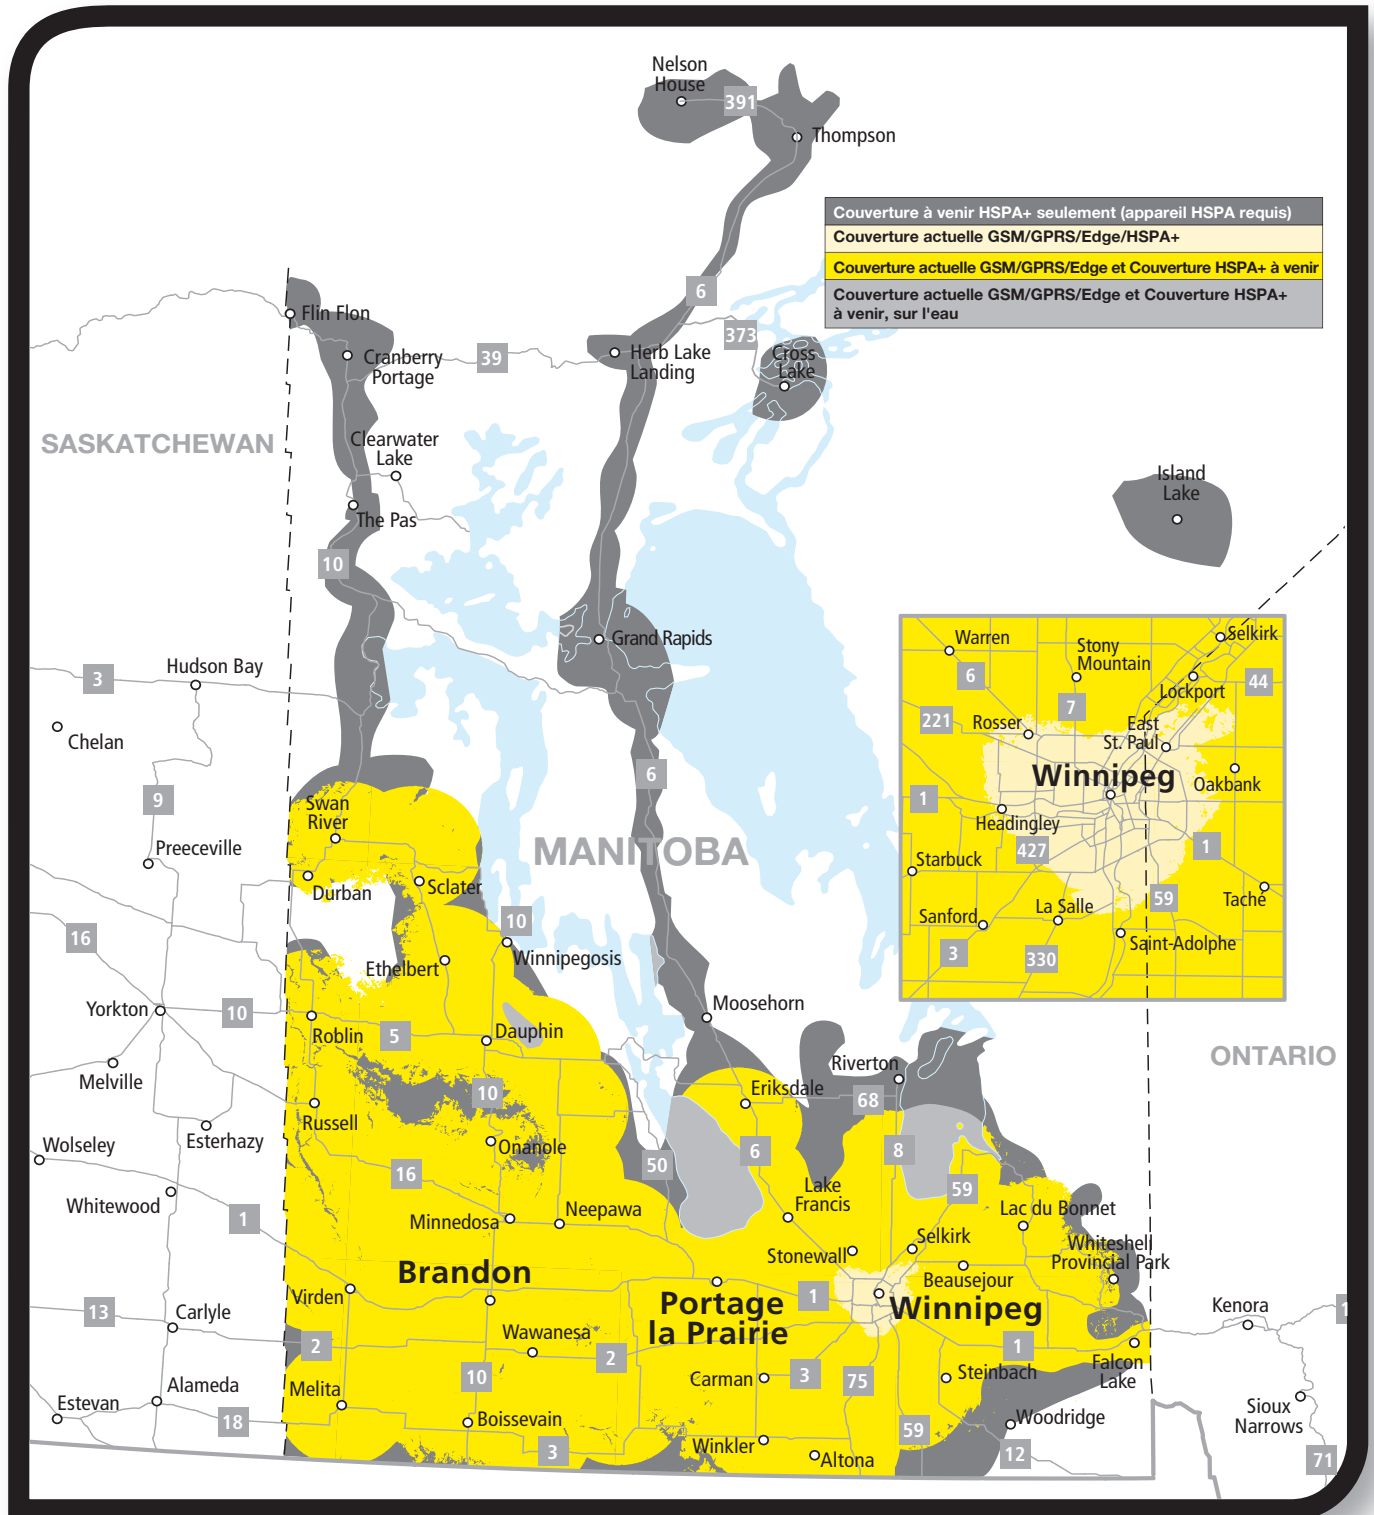 Nelson
House
391
Thompson
Couverture à venir HSPA+ seulement (appareil HSPA requis)
Couverture actuelle GSM/GPRS/Edge/HSPA+
Couverture actuelle GSM/GPRS/Edge et Couverture HSPA+ à venir
Couverture actuelle GSM/GPRS/Edge et Couverture HSPA+
à venir, sur l'eau
6
Flin Flon
373
39
Cranberry
Portage
Herb Lake
Landing
Cross
Lake
SASKATCHEWAN
Clearwater
Lake
Island
Lake
The Pas
10
Grand Rapids
Hudson Bay
3
Chelan
6
9
Swan
River
MANITOBA
Preeceville
Durban
Sclater
16
10
Winnipegosis
Ethelbert
Yorkton
10
Roblin
5
Dauphin
Moosehorn
Melville
Riverton
ONTARIO
Eriksdale
10
68
Russell
Esterhazy
Wolseley
Onanole
16
50
6
8
59
Whitewood
1
Minnedosa
Neepawa
Lake
Francis
Lac du Bonnet
Stonewall
Selkirk
Whiteshell
Provincial Park
Brandon
Beausejour
Virden
Portage
la Prairie
1
Winnipeg
Kenora
1
13
Carlyle
2
Wawanesa
2
1
Falcon
Lake
Carman
3
75
Steinbach
10
Alameda
Melita
Estevan
18
Boissevain
Woodridge
Sioux
Narrows
3
Winkler
Altona
59
12
71
Warren
Stony
Mountain
Selkirk
6
Lockport
44
7
221
Rosser
East
St. Paul
Winnipeg
Oakbank
1
Headingley
427
1
Starbuck
Taché
59
Sanford
La Salle
3
330
Saint-Adolphe